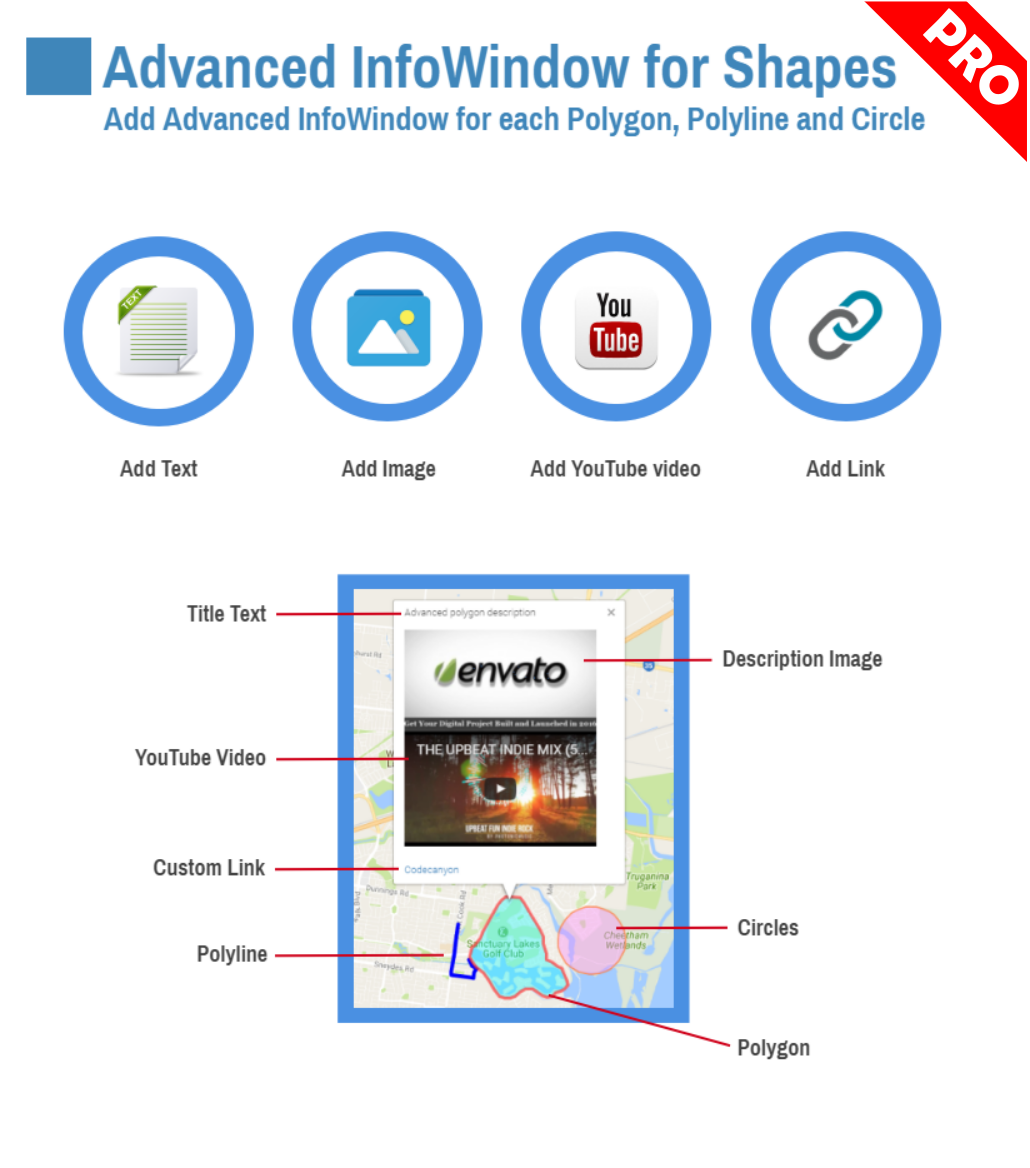 Advanced InfoWindow for Shapes
PRO
Add Advanced InfoWindow for each Polygon, Polyline and Circle
TEXT
You
Tube
Add Text
Add Image
Add YouTube video
Add Link
Title Text
Advanced polygon description
Description Image
envato
Get Your Digital Project Built and Launched in 2016
YouTube Video
THE UPBEAT INDIE MIX (5...
UPBEAT FUN INDIE ROCK
Custom Link
Codecanyon
Truganina
Park
Dunnings Rd
Cook Rd
Circles
Cheetham
Wetlands
Sanctuary Lakes
Golf Club
Polyline
Sneydes Rd
Polygon